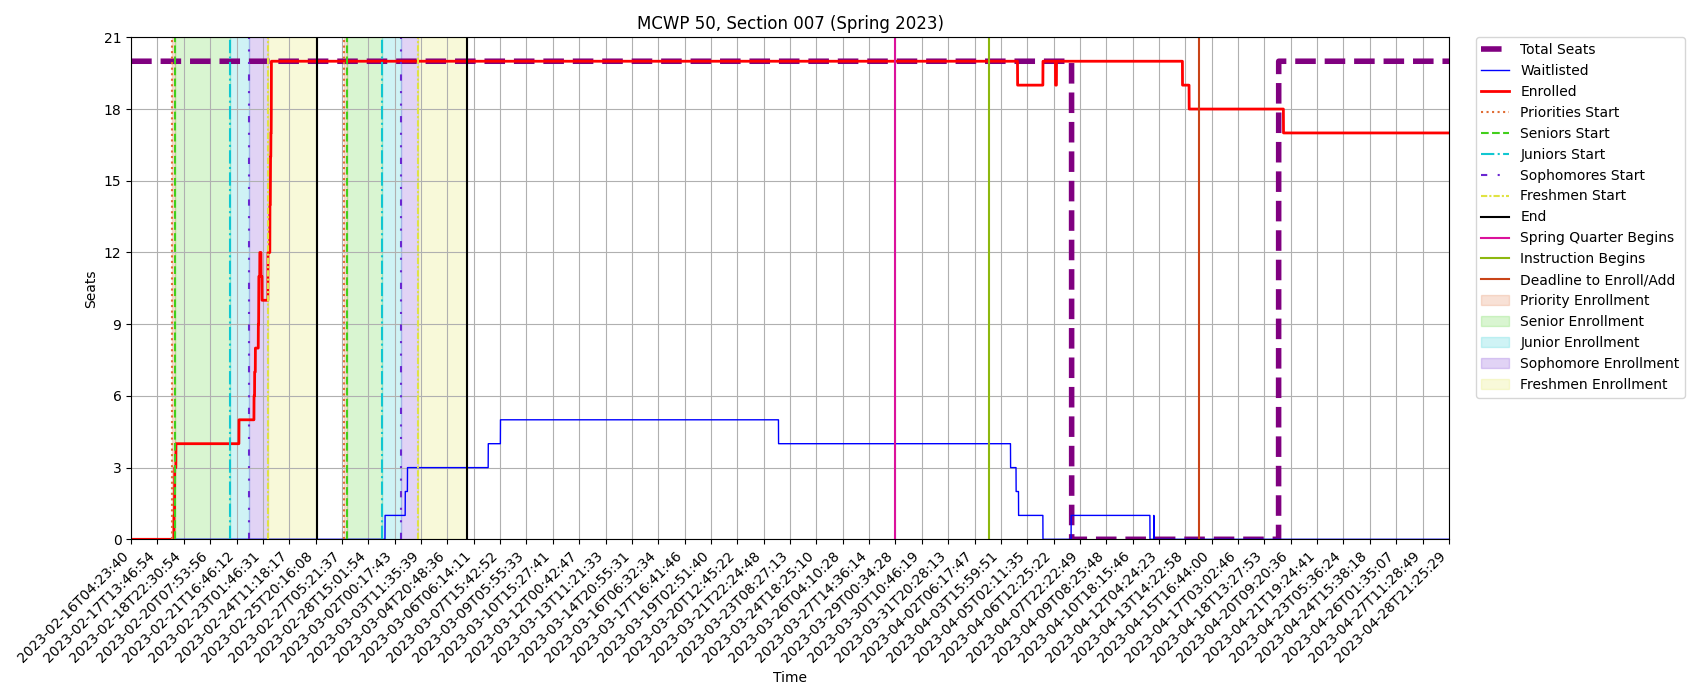 MCWP 50, Section 007 (Spring 2023)
Seats
21
18
15
12
9
6
3
0
2023-02-16T04:23:40
2023-02-17T13:46:54
2023-02-18T22:30:54
2023-02-20T07:53:56
2023-02-21T16:46:12
2023-02-23T01:46:31
2023-02-24T11:18:17
2023-02-25T20:16:08
2023-02-27T05:21:37
2023-02-28T15:01:54
2023-03-02T00:17:43
2023-03-03T11:35:39
2023-03-04T20:48:36
2023-03-06T06:14:11
2023-03-07T15:42:52
2023-03-09T05:55:33
2023-03-10T15:27:41
2023-03-12T00:42:47
2023-03-13T11:21:33
2023-03-14T20:55:31
2023-03-16T06:32:34
2023-03-17T16:41:46
2023-03-19T02:51:40
2023-03-20T12:45:22
2023-03-21T22:24:48
2023-03-23T08:27:13
2023-03-24T18:25:10
2023-03-26T04:10:28
2023-03-27T14:36:14
2023-03-29T00:34:28
2023-03-30T10:46:19
2023-03-31T20:28:13
2023-04-02T06:17:47
2023-04-03T15:59:51
2023-04-05T02:11:35
2023-04-06T12:25:22
2023-04-07T22:22:49
2023-04-09T08:25:48
2023-04-10T18:15:46
2023-04-12T04:24:23
2023-04-13T14:22:58
2023-04-15T16:44:00
2023-04-17T03:02:46
2023-04-18T13:27:53
2023-04-20T09:20:36
2023-04-21T19:24:41
2023-04-23T05:36:24
2023-04-24T15:38:18
2023-04-26T01:35:07
2023-04-27T11:28:49
2023-04-28T21:25:29
Time
Total Seats
Waitlisted
Enrolled
Priorities Start
Seniors Start
Juniors Start
Sophomores Start
Freshmen Start
End
Spring Quarter Begins
Instruction Begins
Deadline to Enroll/Add
Priority Enrollment
Senior Enrollment
Junior Enrollment
Sophomore Enrollment
Freshmen Enrollment